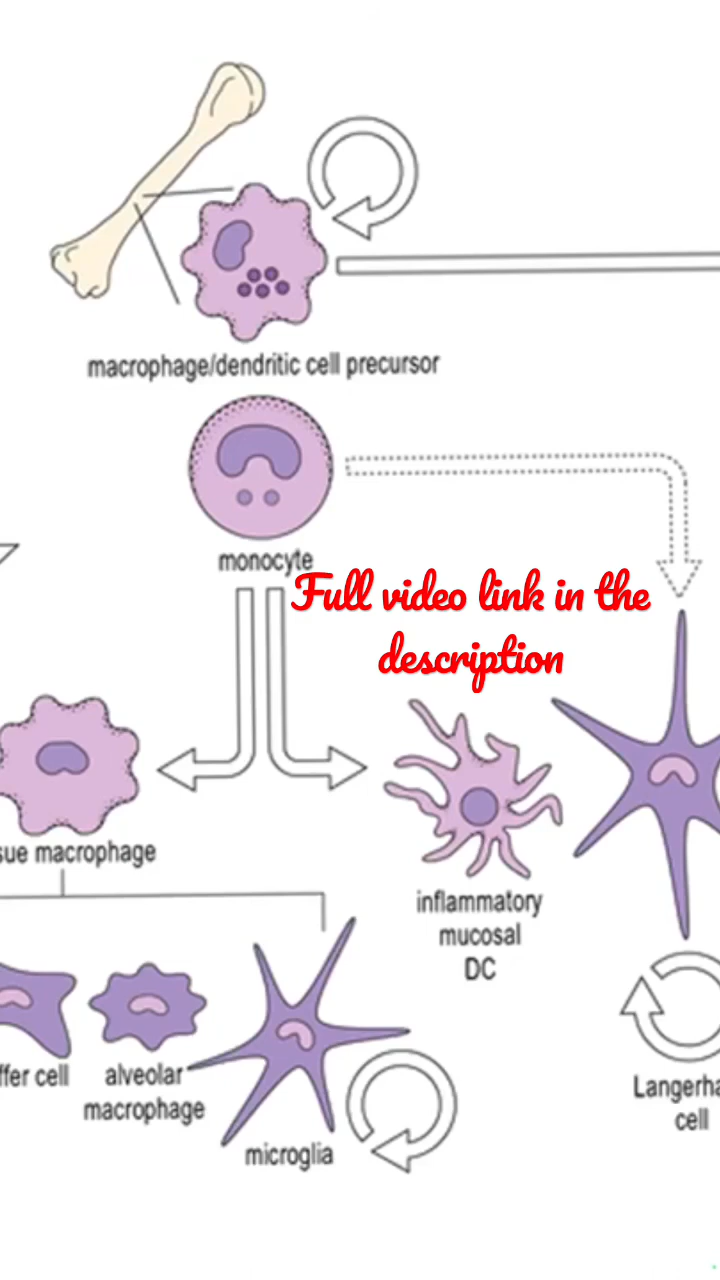 macrophage/dendritic cell precursor
monocyte
Full video link in the
description
sue macrophage
inflammatory
mucosal
DC
ffer cell
alveolar
macrophage
microglia
Langerha
cell